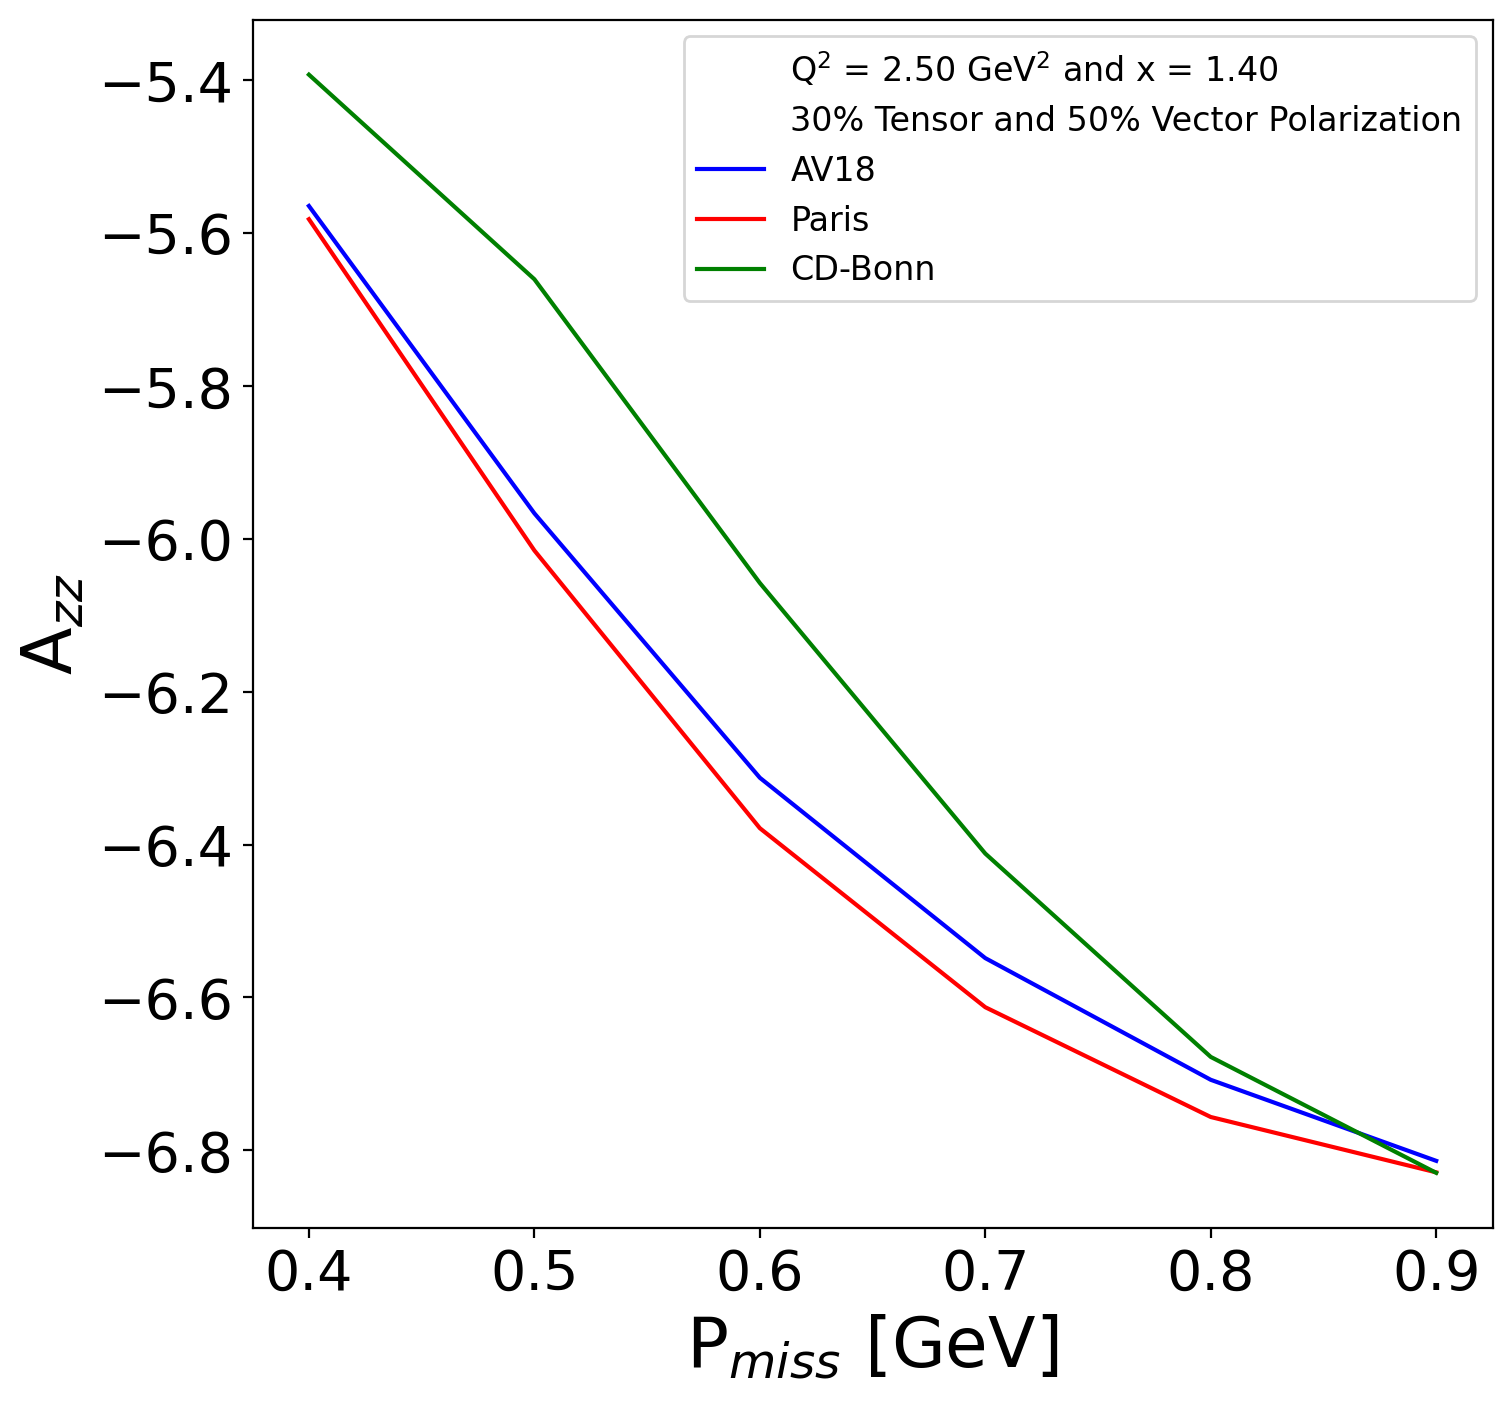 Q² = 2.50 GeV² and x = 1.40
30% Tensor and 50% Vector Polarization
AV18
Paris
CD-Bonn
−5.4
−5.6
−5.8
−6.0
−6.2
−6.4
−6.6
−6.8
A_zz
0.4 0.5 0.6 0.7 0.8 0.9
P_miss [GeV]